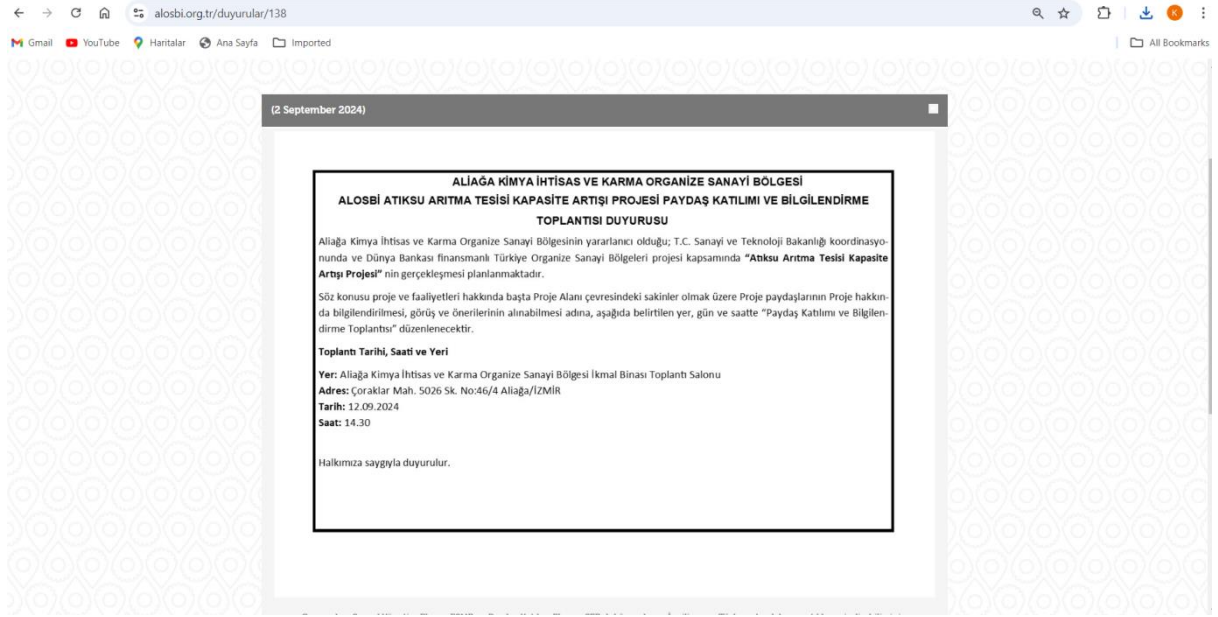 alosbi.org.tr/duyurular/138
Gmail YouTube Haritalar Ana Sayfa Imported All Bookmarks
(2 September 2024)
ALİAĞA KİMYA İHTİSAS VE KARMA ORGANİZE SANAYİ BÖLGESİ
ALOSBİ ATIKSU ARITMA TESİSİ KAPASİTE ARTIŞI PROJESİ PAYDAŞ KATILIMI VE BİLGİLENDİRME
TOPLANTISI DUYURUSU
Aliağa Kimya İhtisas ve Karma Organize Sanayi Bölgesinin yararlanıcı olduğu; T.C. Sanayi ve Teknoloji Bakanlığı koordinasyo-
nunda ve Dünya Bankası finansmanlı Türkiye Organize Sanayi Bölgeleri projesi kapsamında “Atıksu Arıtma Tesisi Kapasite
Artışı Projesi” nin gerçekleşmesi planlanmaktadır.
Söz konusu proje ve faaliyetleri hakkında başta Proje Alanı çevresindeki sakinler olmak üzere Proje paydaşlarının Proje hakkın-
da bilgilendirilmesi, görüş ve önerilerinin alınabilmesi adına, aşağıda belirtilen yer, gün ve saatte “Paydaş Katılımı ve Bilgilen-
dirme Toplantısı” düzenlenecektir.
Toplantı Tarihi, Saati ve Yeri
Yer: Aliağa Kimya İhtisas ve Karma Organize Sanayi Bölgesi İkmal Binası Toplantı Salonu
Adres: Çoraklar Mah. 5026 Sk. No:46/4 Aliağa/İZMİR
Tarih: 12.09.2024
Saat: 14.30
Halkımıza saygıyla duyurulur.